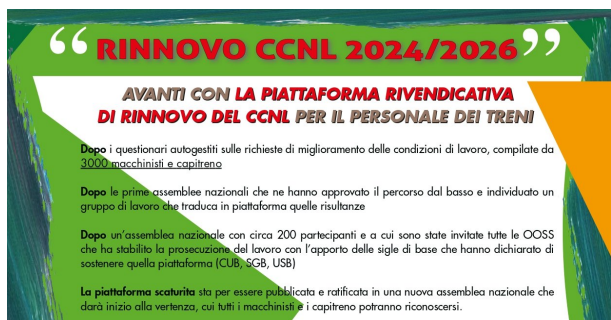 “ RINNOVO CCNL 2024/2026 ”
AVANTI CON LA PIATTAFORMA RIVENDICATIVA
DI RINNOVO DEL CCNL PER IL PERSONALE DEI TRENI
Dopo i questionari autogestiti sulle richieste di miglioramento delle condizioni di lavoro, compilate da
3000 macchinisti e capitreno
Dopo le prime assemblee nazionali che ne hanno approvato il percorso dal basso e individuato un
gruppo di lavoro che traduca in piattaforma quelle risultanze
Dopo un’assemblea nazionale con circa 200 partecipanti e a cui sono state invitate tutte le OOSS
che ha stabilito la prosecuzione del lavoro con l’apporto delle sigle di base che hanno dichiarato di
sostenere quella piattaforma (CUB, SGB, USB)
La piattaforma scaturita sta per essere pubblicata e ratificata in una nuova assemblea nazionale che
darà inizio alla vertenza, cui tutti i macchinisti e i capitreno potranno riconoscersi.